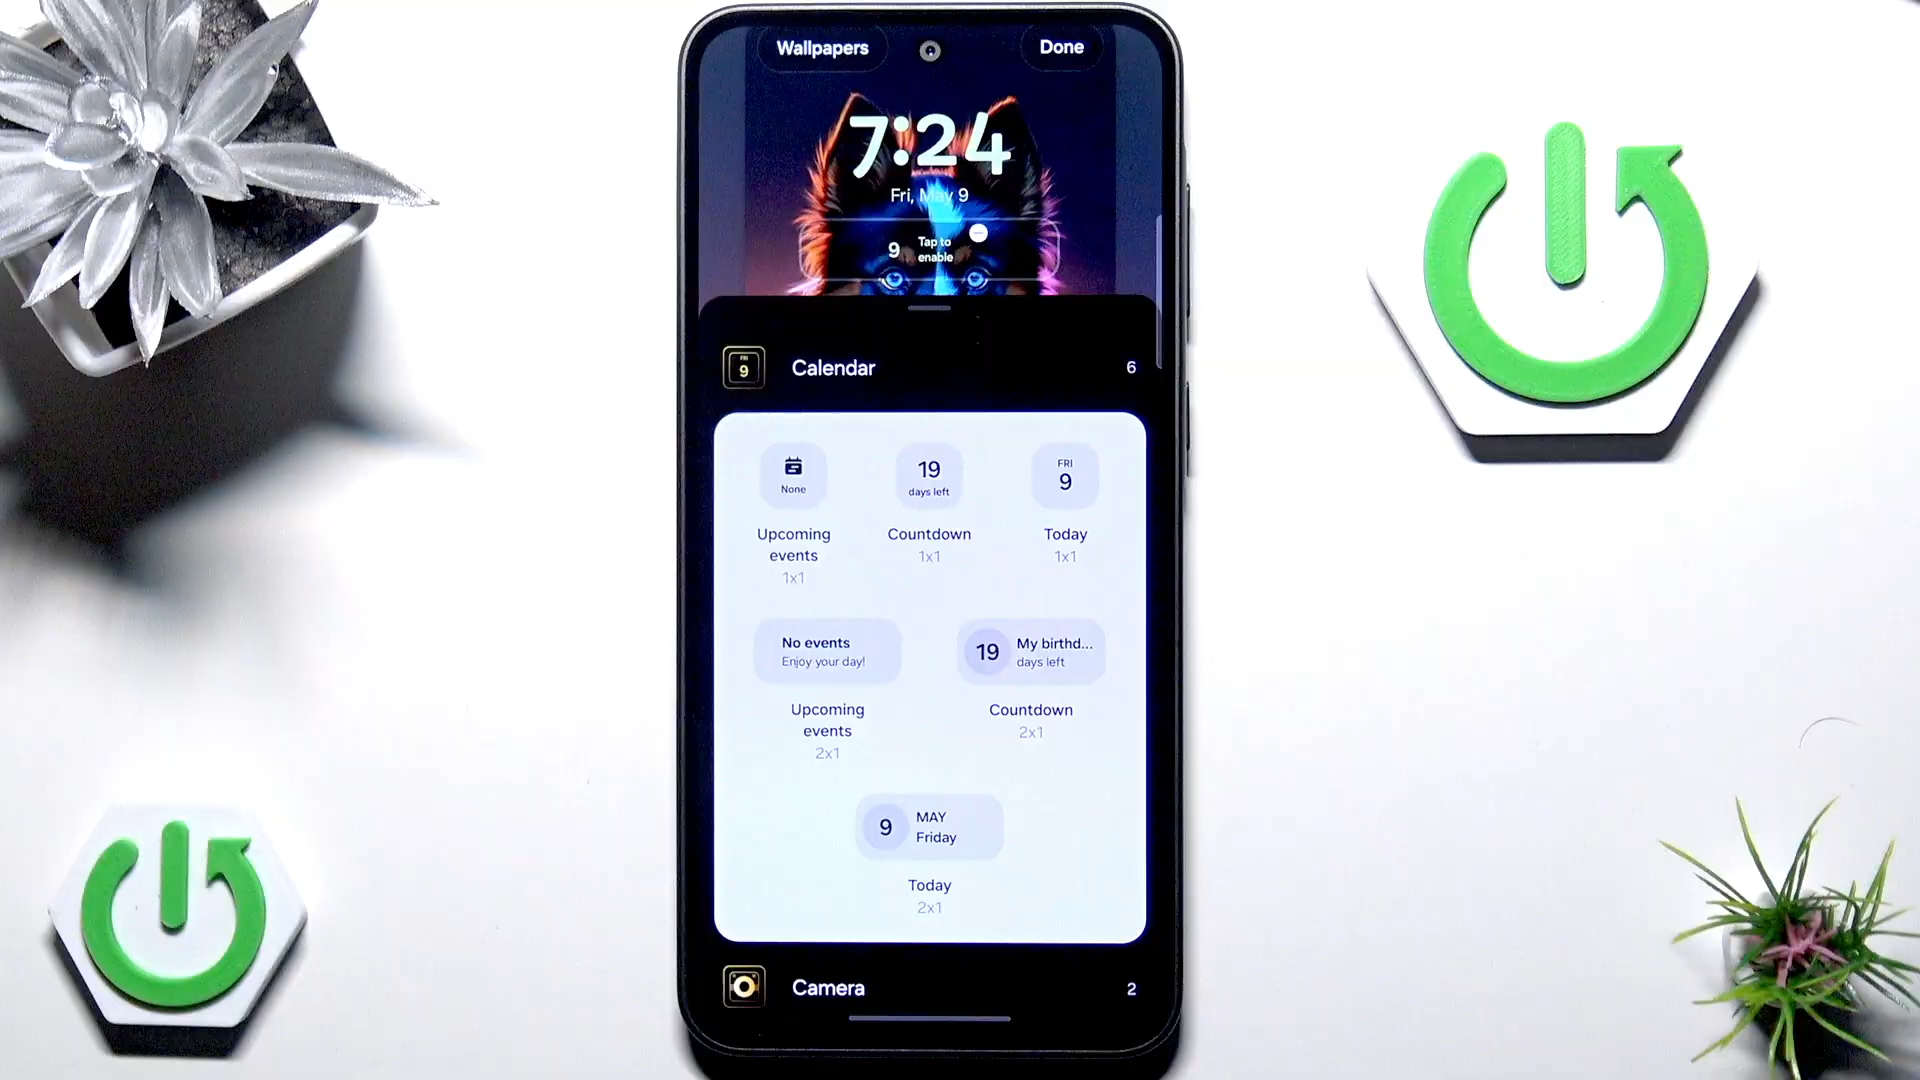 Wallpapers
Done
7:24
Fri, May 9
9
Tap to
enable
FRI
9
Calendar
6
None
19
days left
FRI
9
Upcoming
events
1x1
Countdown
1x1
Today
1x1
No events
Enjoy your day!
19
My birthd...
days left
Upcoming
events
2x1
Countdown
2x1
9
MAY
Friday
Today
2x1
Camera
2